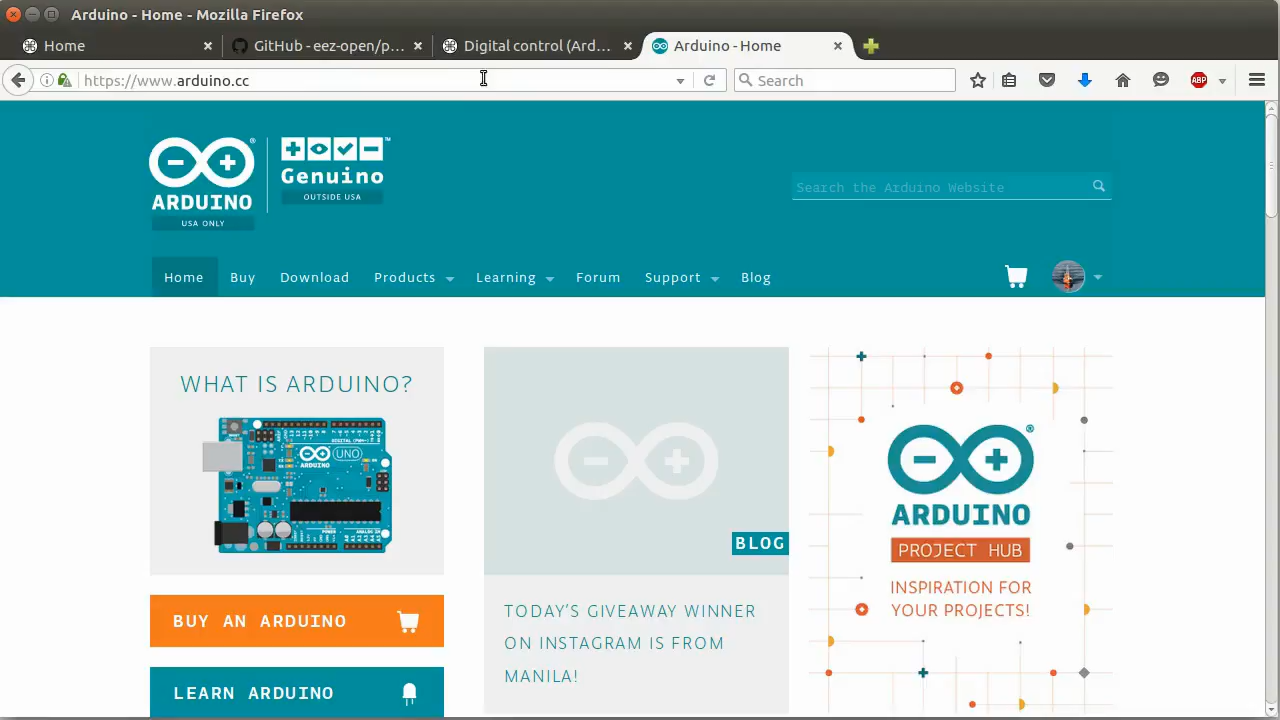 Arduino - Home - Mozilla Firefox
Home
GitHub - eez-open/p...
Digital control (Ard...
Arduino - Home
https://www.arduino.cc
Search
ABP
ARDUINO
USA ONLY
Genuino
OUTSIDE USA
Search the Arduino Website
Home
Buy
Download
Products
Learning
Forum
Support
Blog
WHAT IS ARDUINO?
UNO
BUY AN ARDUINO
LEARN ARDUINO
BLOG
TODAY'S GIVEAWAY WINNER
ON INSTAGRAM IS FROM
MANILA!
ARDUINO
PROJECT HUB
INSPIRATION FOR
YOUR PROJECTS!